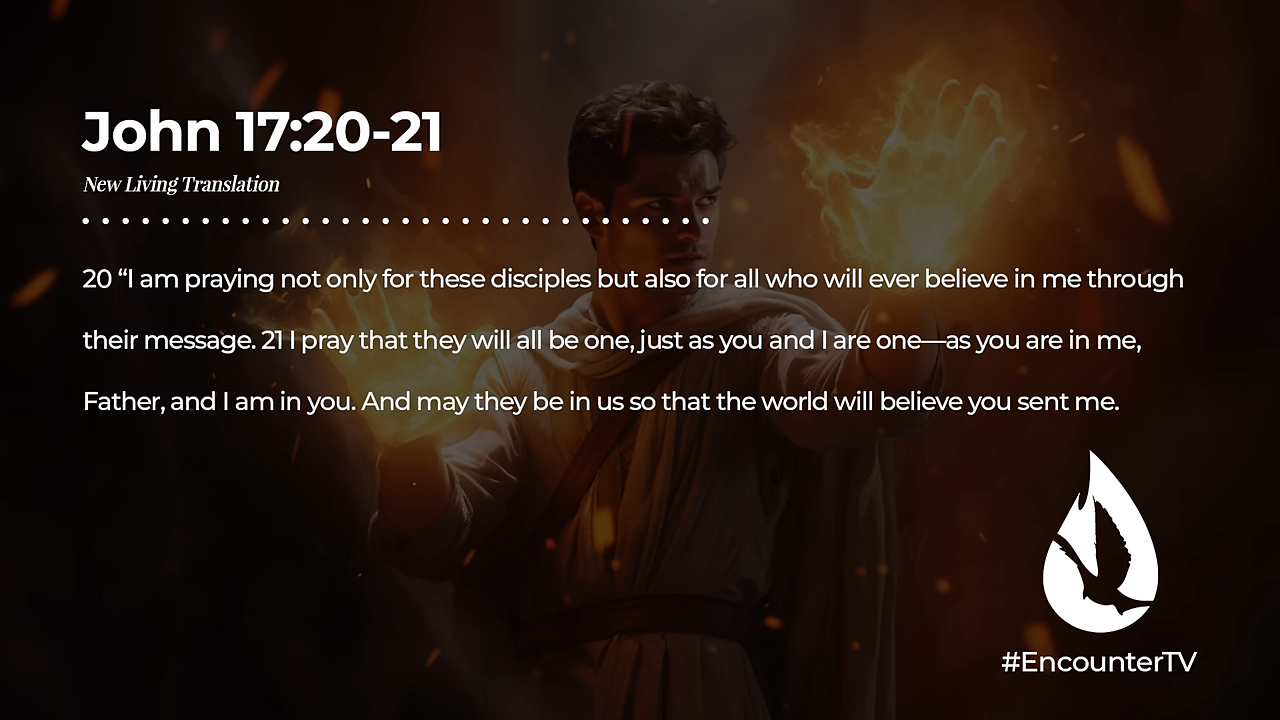 John 17:20-21
New Living Translation
20 “I am praying not only for these disciples but also for all who will ever believe in me through
their message. 21 I pray that they will all be one, just as you and I are one—as you are in me,
Father, and I am in you. And may they be in us so that the world will believe you sent me.
#EncounterTV